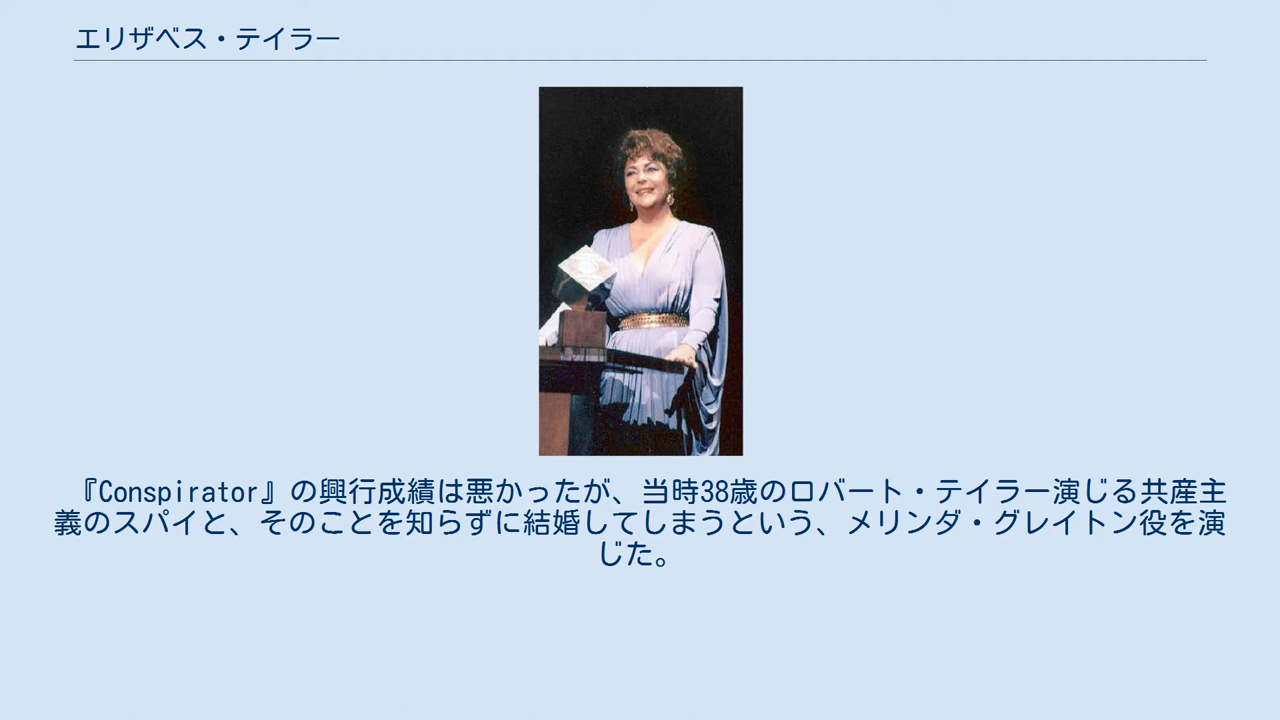 エリザベス・テイラー
『Conspirator』の興行成績は悪かったが、当時38歳のロバート・テイラー演じる共産主
義のスパイと、そのことを知らずに結婚してしまうという、メリンダ・グレイトン役を演
じた。